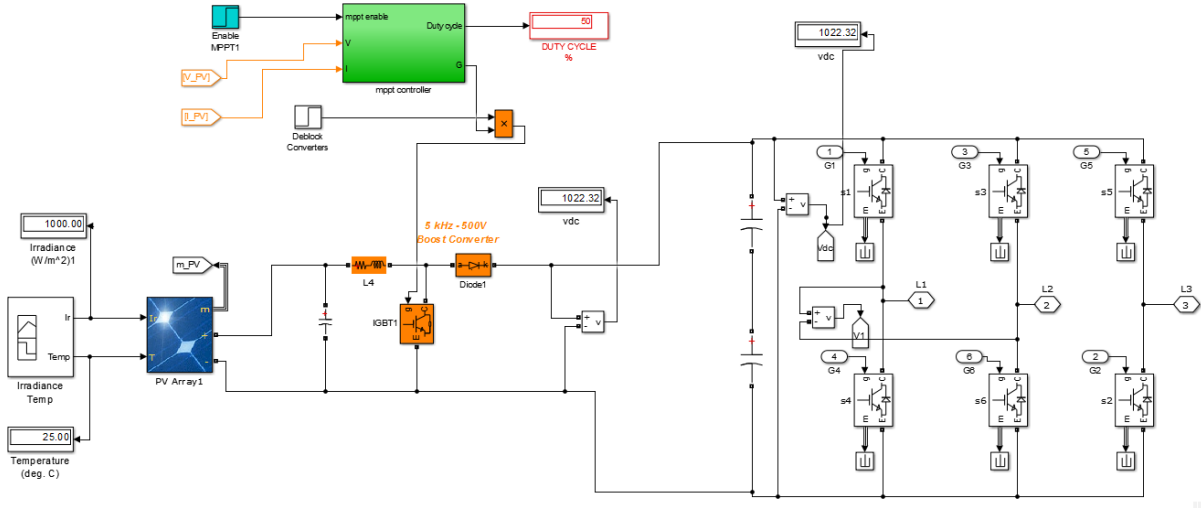 mppt enable
Duty cycle
V
I
G
mppt controller
Enable
MPPT1
[V_PV]
[I_PV]
50
DUTY CYCLE
%
Deblock
Converters
×
1022.32
vdc
1022.32
vdc
5 kHz - 500V
Boost Converter
1000.00
Irradiance
(W/m^2)1
m_PV
Ir
Temp
Irradiance
Temp
Ir
T
m
+
-
PV Array1
25.00
Temperature
(deg. C)
+
L4
a
k
Diode1
g
C
E
IGBT1
+
-
v
+
+
+
-
v
Vdc
+
-
V1
1
G1
g
C
s1
m
E
3
G3
g
C
s3
m
E
5
G5
g
C
s5
m
E
L1
1
L2
2
L3
3
4
G4
g
C
s4
m
E
6
G6
g
C
s6
m
E
2
G2
g
C
s2
m
E